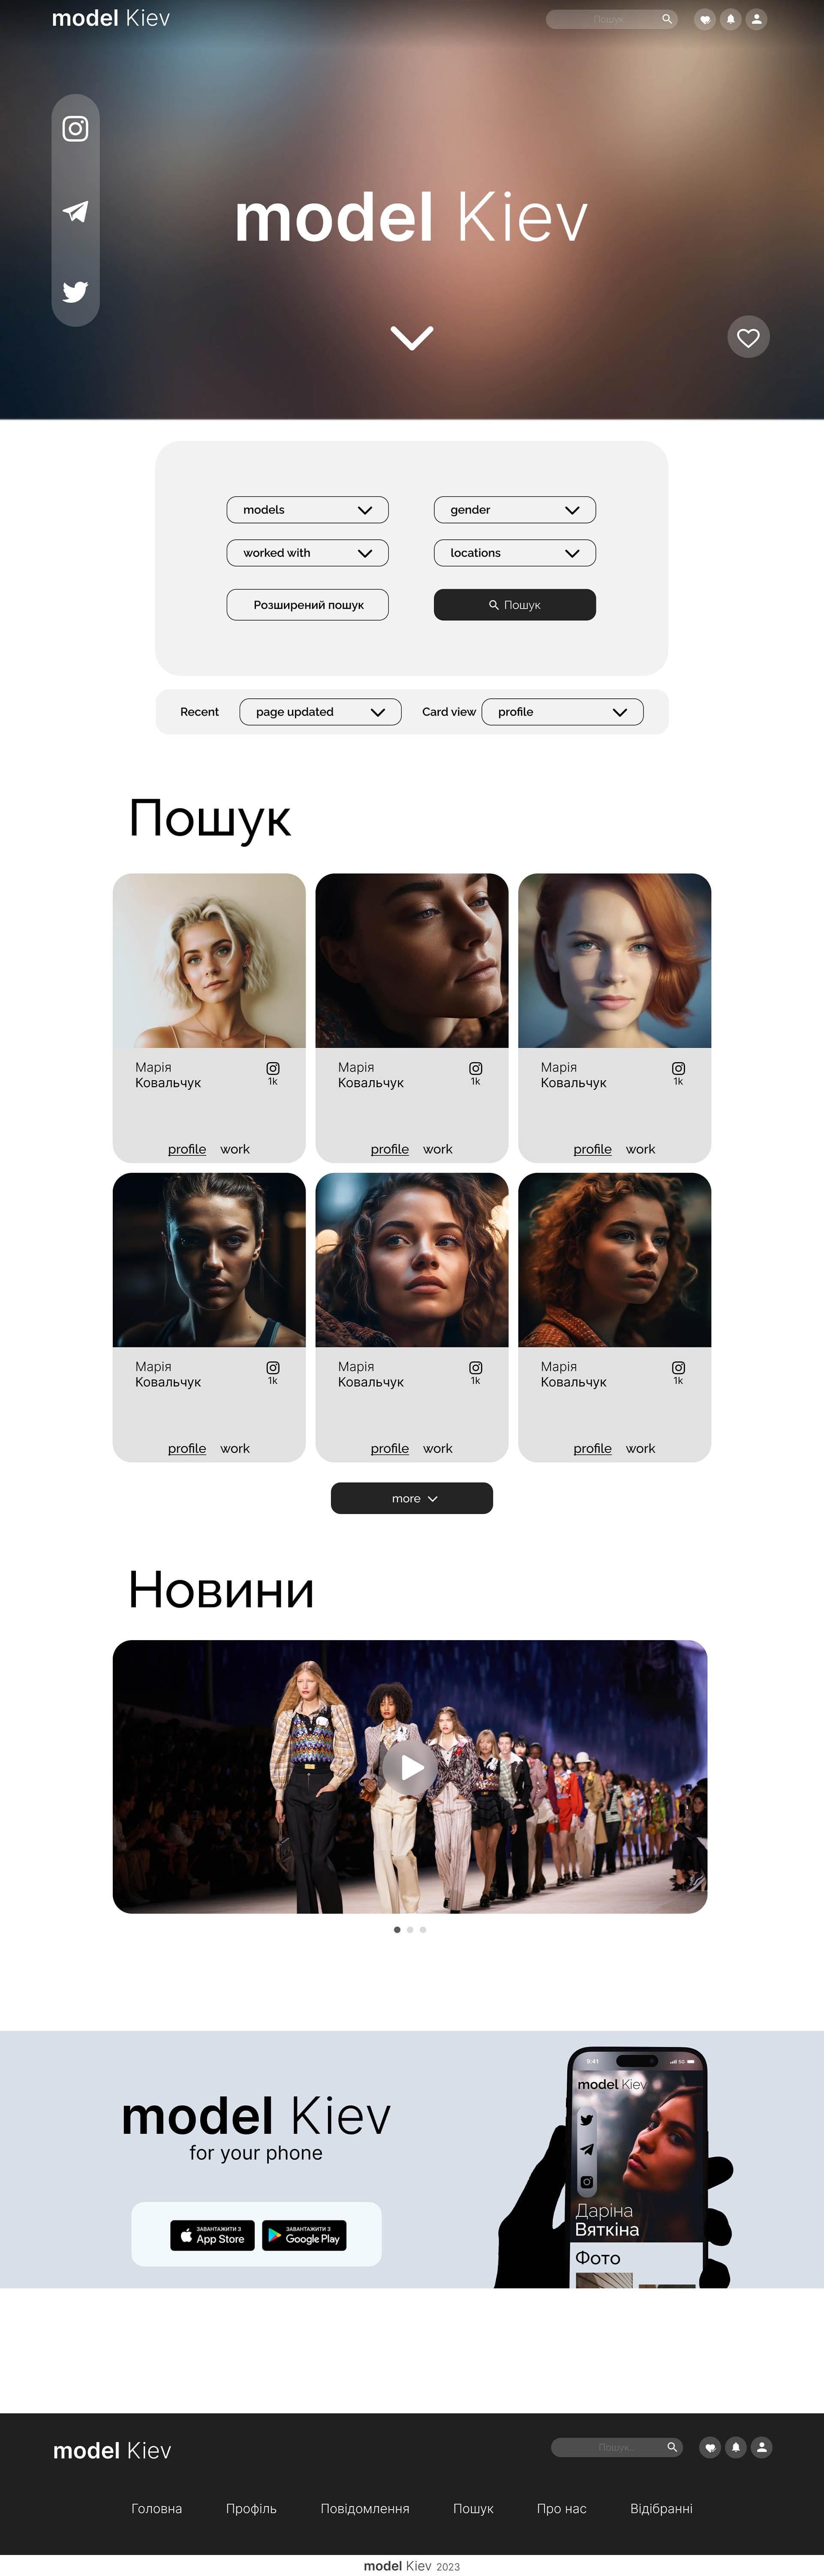 model Kiev
Пошук...
model Kiev
models
gender
worked with
locations
Розширений пошук
Пошук
Recent
page updated
Card view
profile
Пошук
Марія
Ковальчук
1k
profile work
Марія
Ковальчук
1k
profile work
Марія
Ковальчук
1k
profile work
Марія
Ковальчук
1k
profile work
Марія
Ковальчук
1k
profile work
Марія
Ковальчук
1k
profile work
more
Новини
model Kiev
for your phone
ЗАВАНТАЖИТИ З
App Store
ЗАВАНТАЖИТИ З
Google Play
9:41
5G
model Kiev
Даріна
Вяткіна
Фото
model Kiev
Пошук...
Головна
Профіль
Повідомлення
Пошук
Про нас
Відібранні
model Kiev 2023